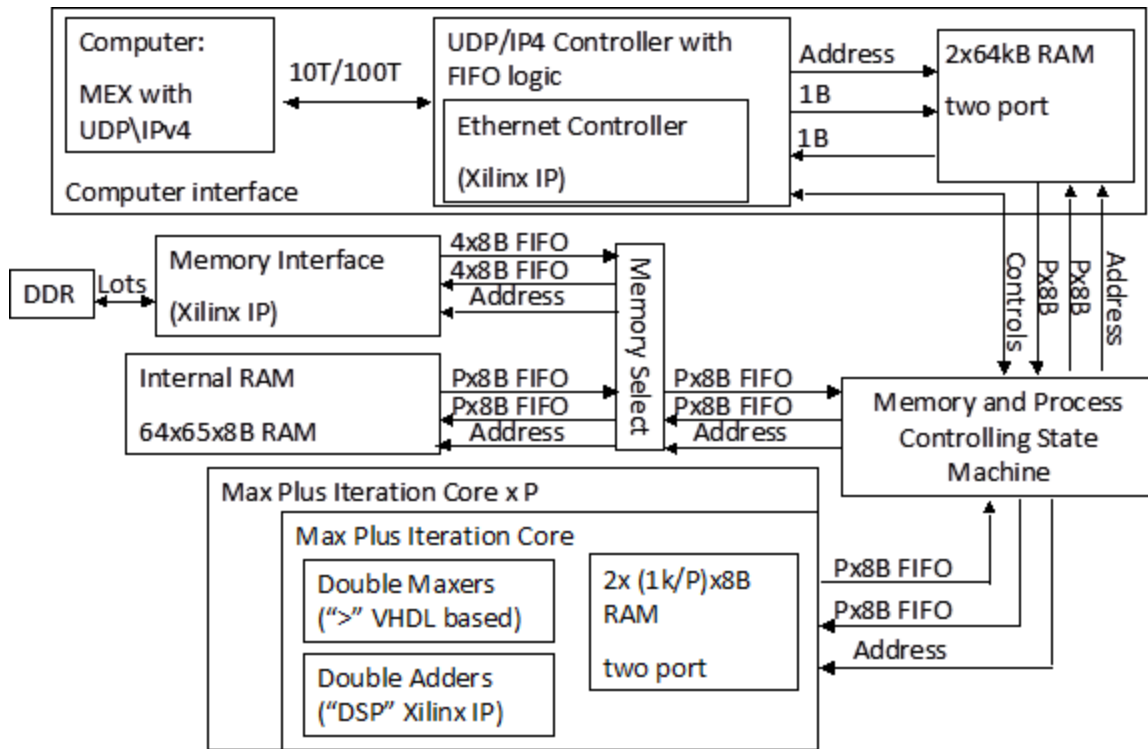 Computer:
MEX with
UDP\IPv4
10T/100T
UDP/IP4 Controller with
FIFO logic
Ethernet Controller
(Xilinx IP)
Address
1B
1B
2x64kB RAM
two port
Computer interface
DDR
Lots
Memory Interface
(Xilinx IP)
4x8B FIFO
4x8B FIFO
Address
Memory Select
Controls
Px8B
Px8B
Address
Internal RAM
64x65x8B RAM
Px8B FIFO
Px8B FIFO
Address
Px8B FIFO
Px8B FIFO
Address
Memory and Process
Controlling State
Machine
Max Plus Iteration Core x P
Max Plus Iteration Core
Double Maxers
(“>” VHDL based)
Double Adders
(“DSP” Xilinx IP)
2x (1k/P)x8B
RAM
two port
Px8B FIFO
Px8B FIFO
Address